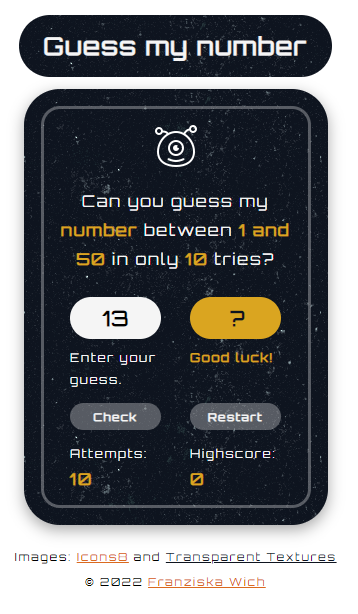 Guess my number
Can you guess my
number between 1 and
50 in only 10 tries?
13 ?
Enter your Good luck!
guess.
Check Restart
Attempts: Highscore:
10 0
Images: Icons8 and Transparent Textures
© 2022 Franziska Wich